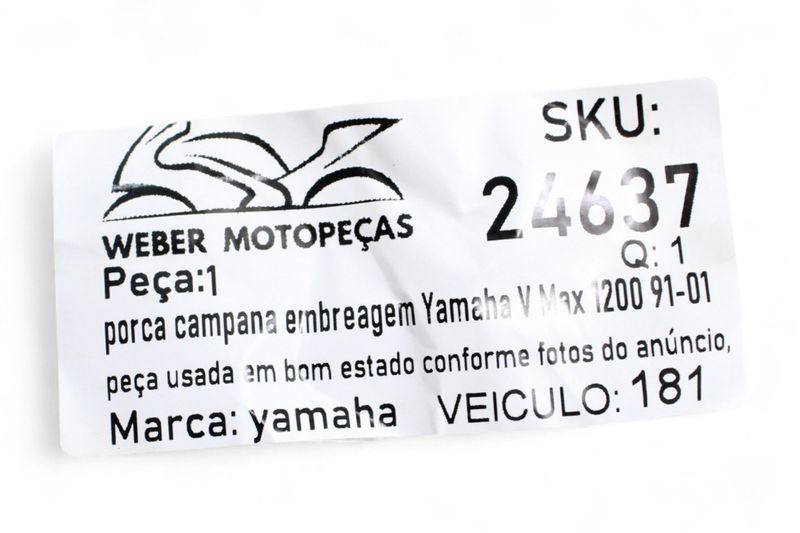 WEBER MOTOPEÇAS
SKU:
24637
Q: 1
Peça:1
porca campana embreagem Yamaha V Max 1200 91-01
peça usada em bom estado conforme fotos do anúncio,
Marca: yamaha VEICULO: 181